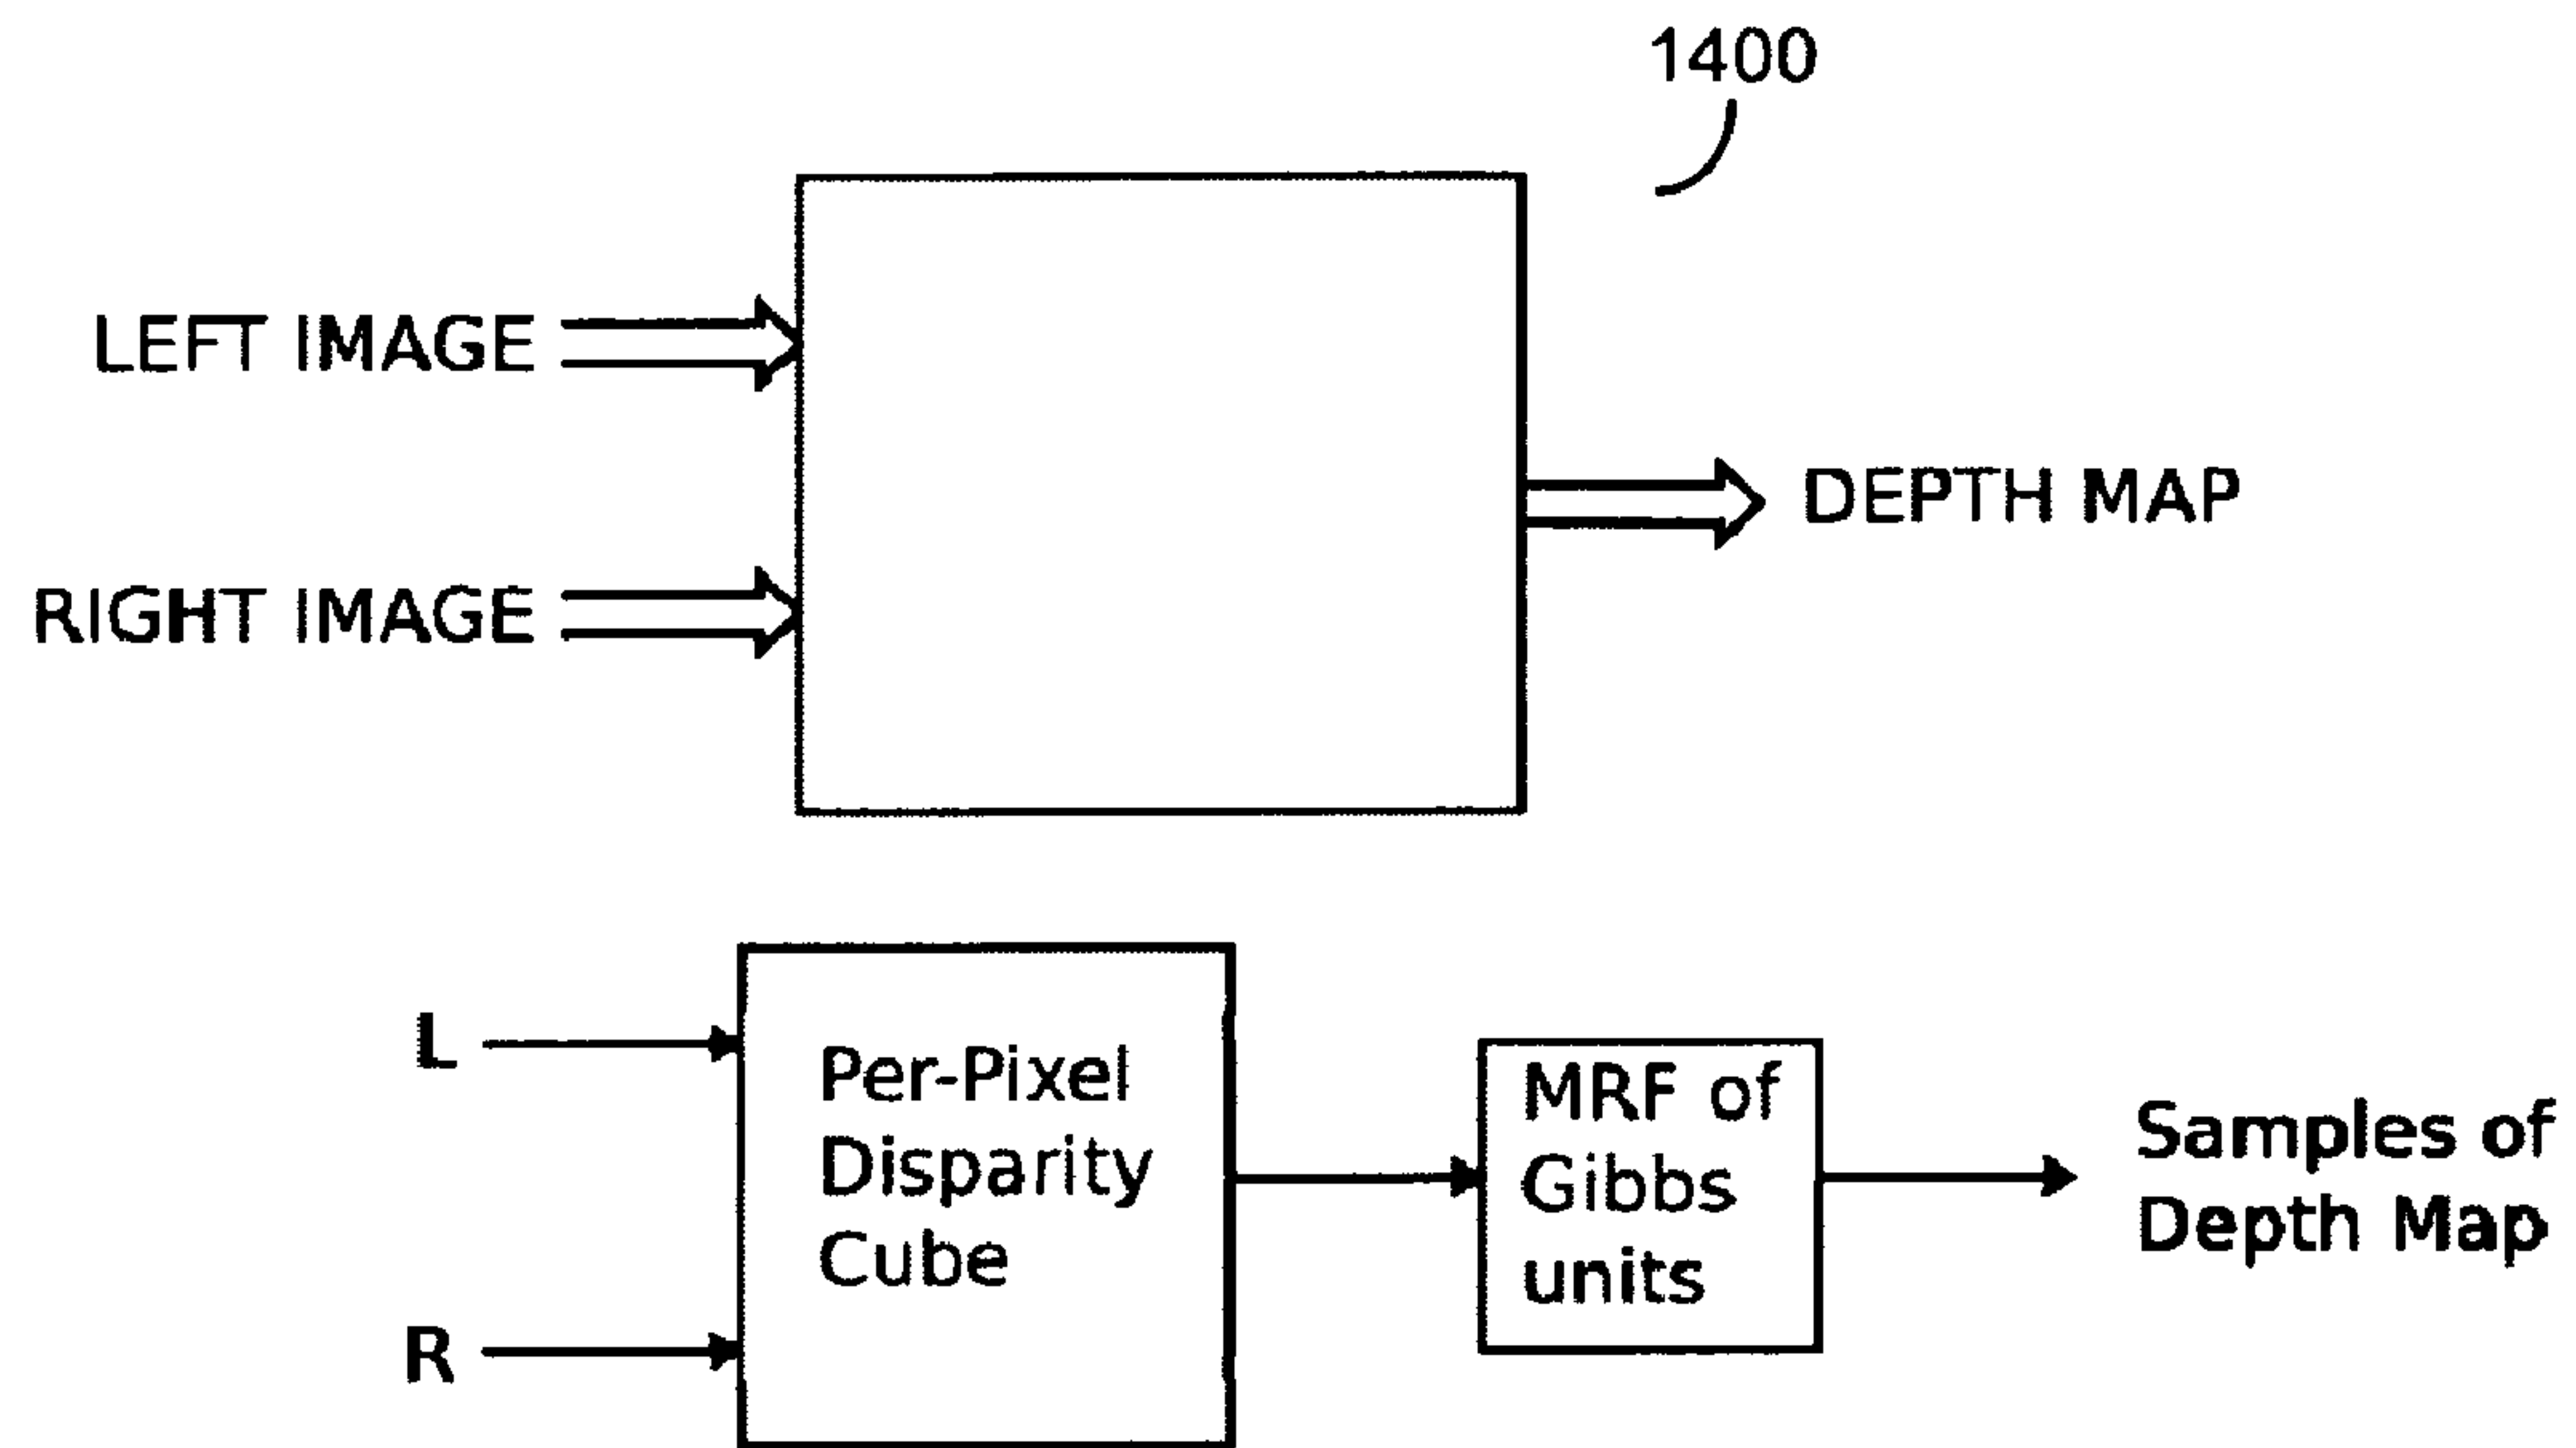 1400
LEFT IMAGE
DEPTH MAP
RIGHT IMAGE
L
Per-Pixel
Disparity
Cube
R
MRF of
Gibbs
units
Samples of
Depth Map